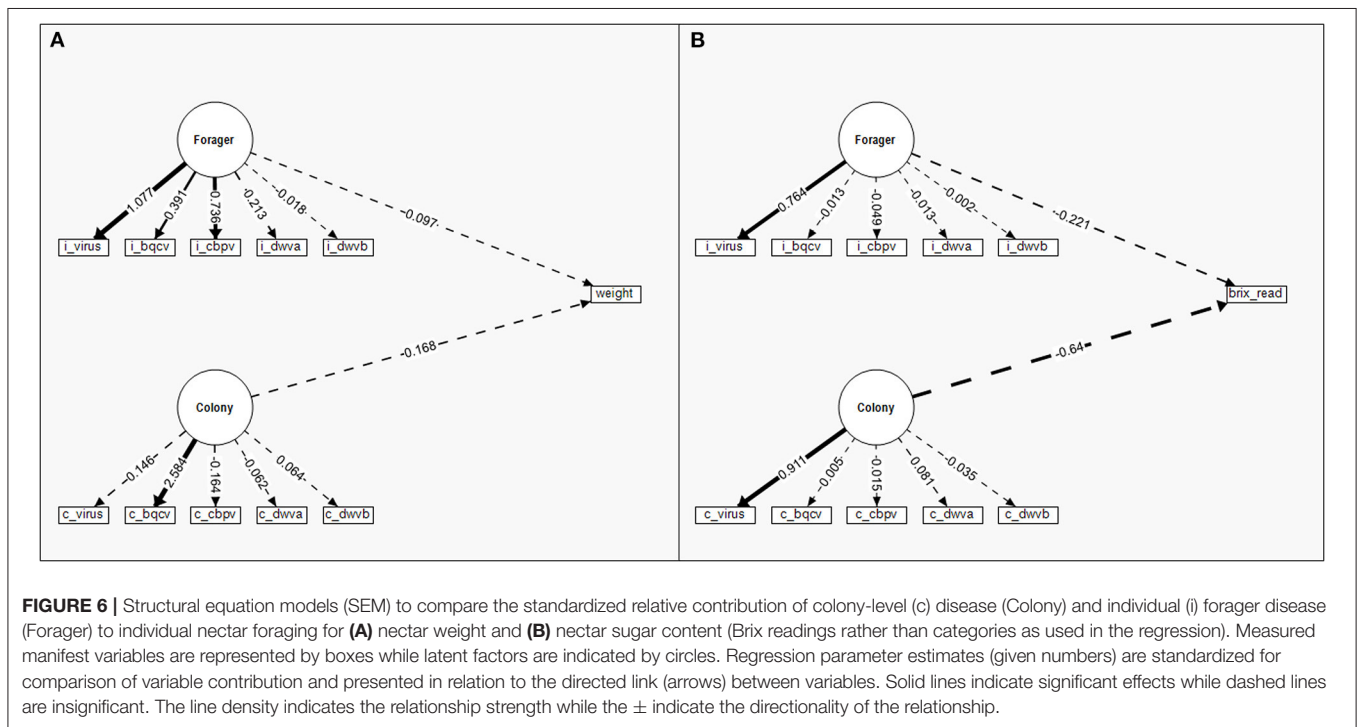 A
Forager
1.077
0.391
0.736
-0.213
-0.018
-0.097
i_virus
i_bqcv
i_cbpv
i_dwva
i_dwvb
weight
-0.168
Colony
-0.146
2.584
-0.164
-0.062
0.064
c_virus
c_bqcv
c_cbpv
c_dwva
c_dwvb
B
Forager
0.764
-0.013
-0.049
-0.013
-0.002
-0.221
i_virus
i_bqcv
i_cbpv
i_dwva
i_dwvb
brix_read
-0.64
Colony
0.911
-0.005
-0.015
0.081
-0.035
c_virus
c_bqcv
c_cbpv
c_dwva
c_dwvb
FIGURE 6 | Structural equation models (SEM) to compare the standardized relative contribution of colony-level (c) disease (Colony) and individual (i) forager disease
(Forager) to individual nectar foraging for (A) nectar weight and (B) nectar sugar content (Brix readings rather than categories as used in the regression). Measured
manifest variables are represented by boxes while latent factors are indicated by circles. Regression parameter estimates (given numbers) are standardized for
comparison of variable contribution and presented in relation to the directed link (arrows) between variables. Solid lines indicate significant effects while dashed lines
are insignificant. The line density indicates the relationship strength while the ± indicate the directionality of the relationship.